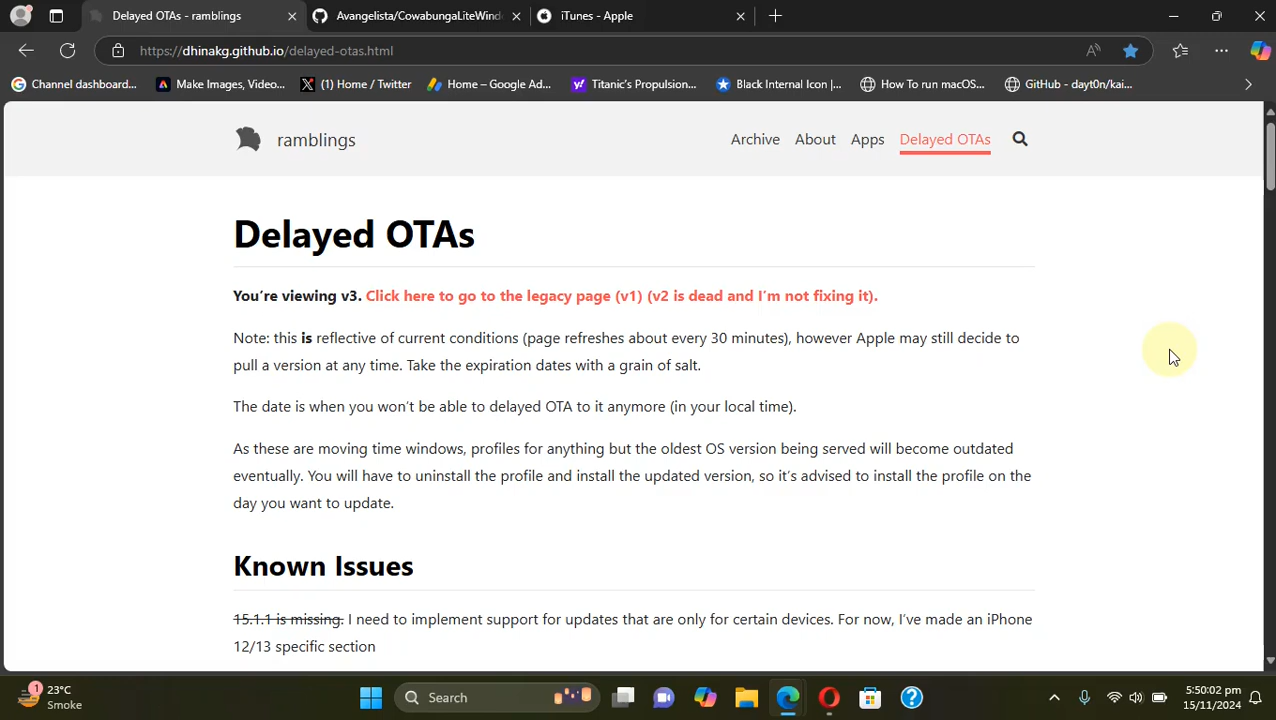 Delayed OTAs - ramblings
Avangelista/CowabungaLiteWind
iTunes - Apple
https://dhinakg.github.io/delayed-otas.html
Channel dashboard...
Make Images, Video...
(1) Home / Twitter
Home – Google Ad...
Titanic's Propulsion...
Black Internal Icon |...
How To run macOS...
GitHub - dayt0n/kai...
ramblings
Archive
About
Apps
Delayed OTAs
Delayed OTAs
You're viewing v3. Click here to go to the legacy page (v1) (v2 is dead and I'm not fixing it).
Note: this is reflective of current conditions (page refreshes about every 30 minutes), however Apple may still decide to
pull a version at any time. Take the expiration dates with a grain of salt.
The date is when you won't be able to delayed OTA to it anymore (in your local time).
As these are moving time windows, profiles for anything but the oldest OS version being served will become outdated
eventually. You will have to uninstall the profile and install the updated version, so it's advised to install the profile on the
day you want to update.
Known Issues
15.1.1 is missing. I need to implement support for updates that are only for certain devices. For now, I've made an iPhone
12/13 specific section
1
23°C
Smoke
Search
5:50:02 pm
15/11/2024